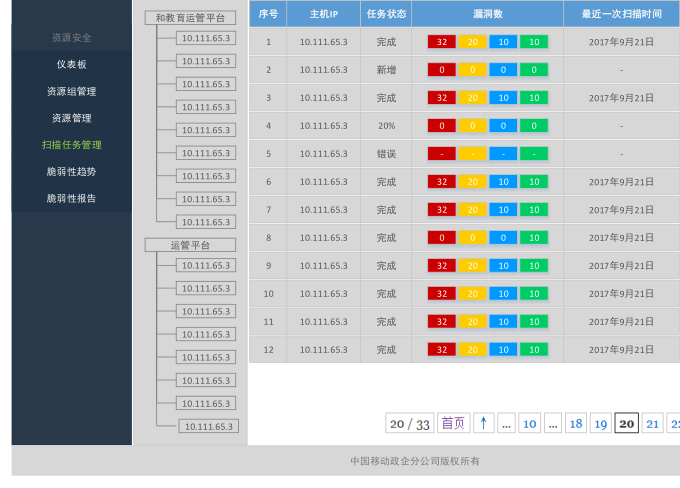 资源安全
仪表板
资源组管理
资源管理
扫描任务管理
脆弱性趋势
脆弱性报告
和教育运管平台
10.111.65.3
10.111.65.3
10.111.65.3
10.111.65.3
10.111.65.3
10.111.65.3
10.111.65.3
10.111.65.3
10.111.65.3
运管平台
10.111.65.3
10.111.65.3
10.111.65.3
10.111.65.3
10.111.65.3
10.111.65.3
10.111.65.3
10.111.65.3
序号 主机IP 任务状态 漏洞数 最近一次扫描时间
1 10.111.65.3 完成 32 20 10 10 2017年9月21日
2 10.111.65.3 新增 0 0 0 0 -
3 10.111.65.3 完成 32 20 10 10 2017年9月21日
4 10.111.65.3 20% 0 0 0 0 -
5 10.111.65.3 错误 - - - - -
6 10.111.65.3 完成 32 20 10 10 2017年9月21日
7 10.111.65.3 完成 32 20 10 10 2017年9月21日
8 10.111.65.3 完成 0 0 0 10 2017年9月21日
9 10.111.65.3 完成 32 20 10 10 2017年9月21日
10 10.111.65.3 完成 32 20 10 10 2017年9月21日
11 10.111.65.3 完成 32 20 10 10 2017年9月21日
12 10.111.65.3 完成 32 20 10 10 2017年9月21日
20 / 33 首页 ↑ ... 10 ... 18 19 20 21
中国移动政企分公司版权所有